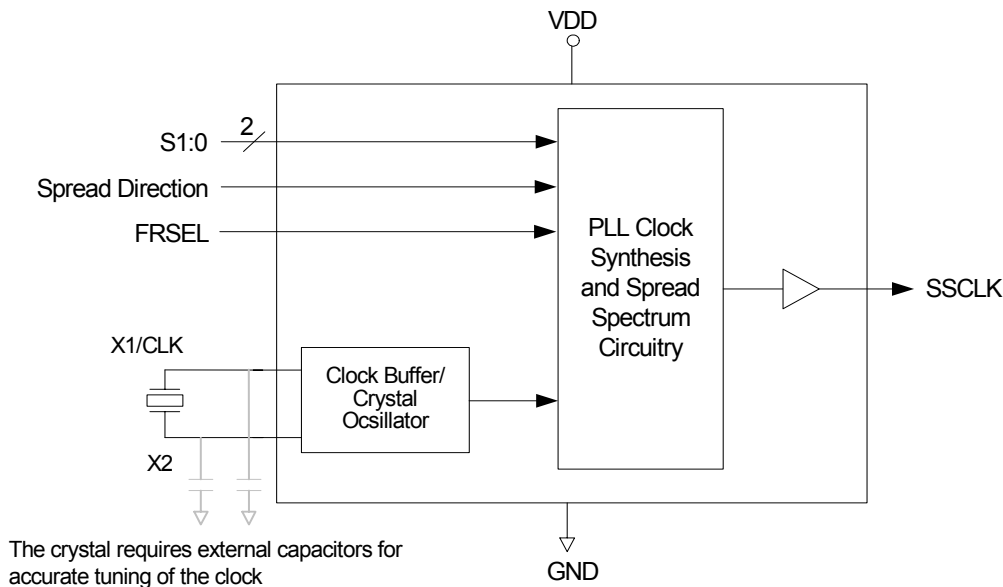 VDD
2
S1:0
Spread Direction
FRSEL
PLL Clock
Synthesis
and Spread
Spectrum
Circuitry
SSCLK
X1/CLK
Clock Buffer/
Crystal
Ocsillator
X2
The crystal requires external capacitors for
accurate tuning of the clock
GND